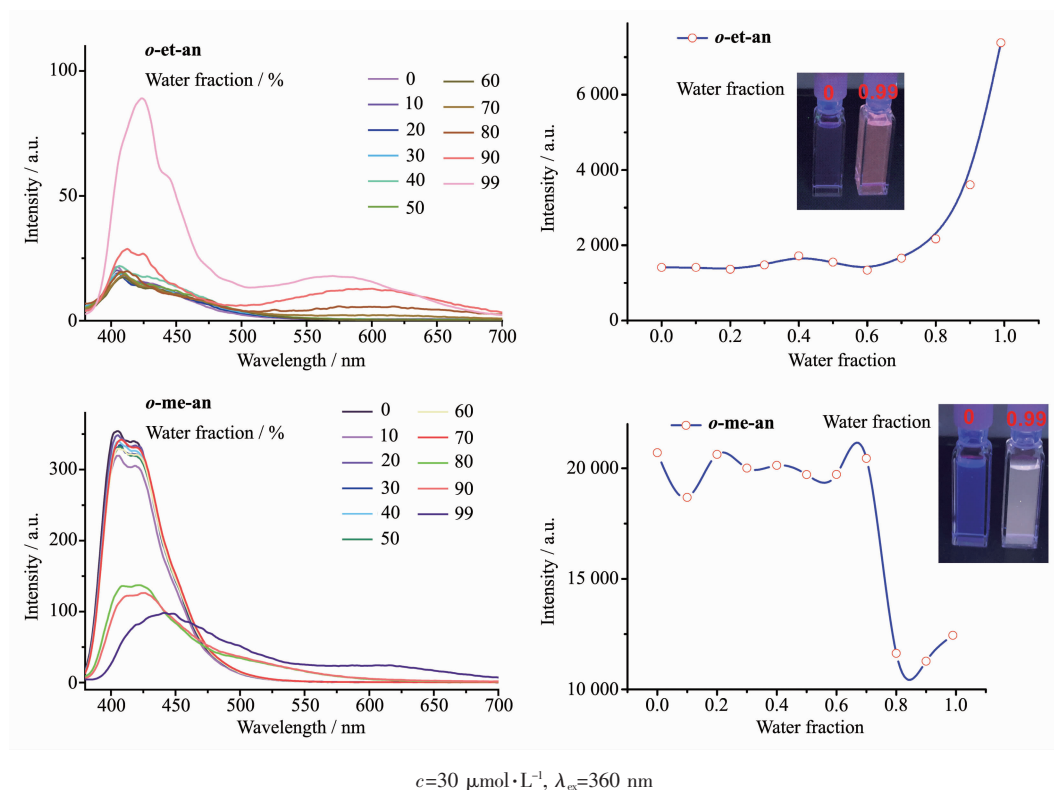 o-et-an
Water fraction / %
0
10
20
30
40
50
60
70
80
90
99
100
50
0
Intensity / a.u.
400 450 500 550 600 650 700
Wavelength / nm
o-et-an
Water fraction
0 0.99
6 000
4 000
2 000
0
Intensity / a.u.
0.0 0.2 0.4 0.6 0.8 1.0
Water fraction
o-me-an
Water fraction / %
0
10
20
30
40
50
60
70
80
90
99
300
200
100
0
Intensity / a.u.
400 450 500 550 600 650 700
Wavelength / nm
o-me-an
Water fraction
0 0.99
20 000
15 000
10 000
Intensity / a.u.
0.0 0.2 0.4 0.6 0.8 1.0
Water fraction
c=30 μmol·L⁻¹, λex=360 nm